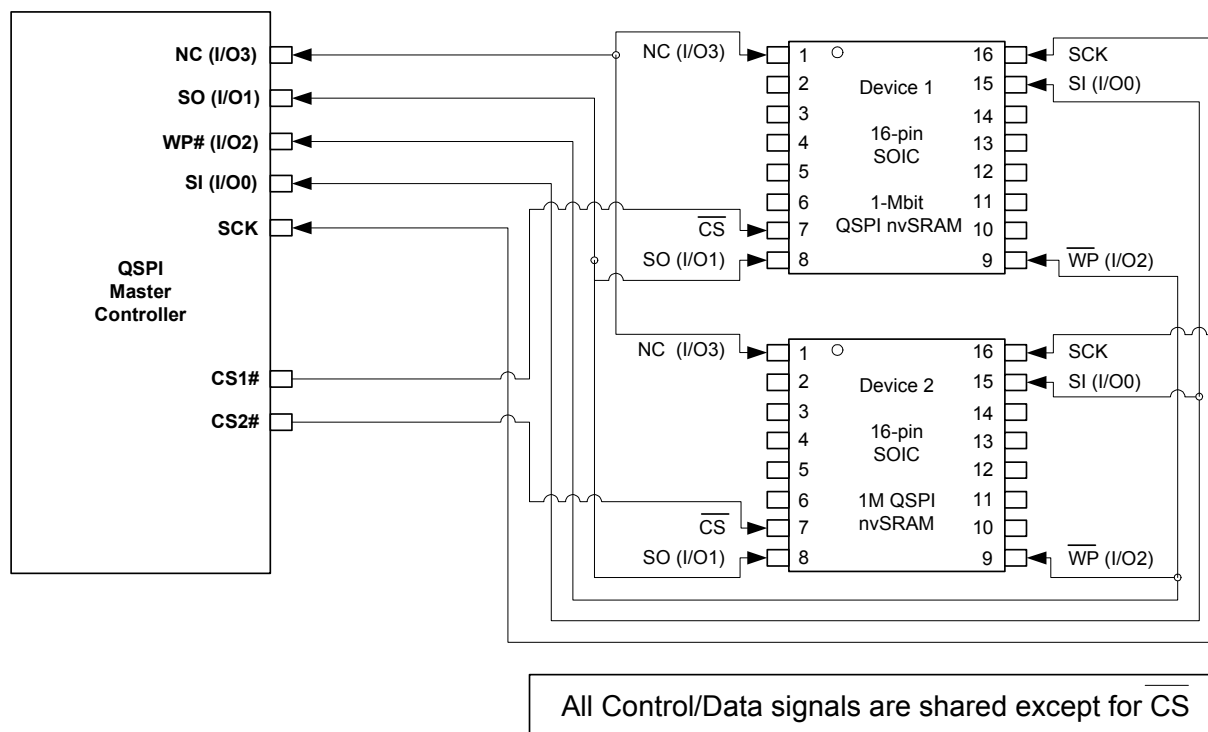 NC (I/O3)
SO (I/O1)
WP# (I/O2)
SI (I/O0)
SCK
QSPI
Master
Controller
CS1#
CS2#
NC (I/O3)
CS
SO (I/O1)
1
2
3
4
5
6
7
8
Device 1
16-pin
SOIC
1-Mbit
QSPI nvSRAM
16
15
14
13
12
11
10
9
SCK
SI (I/O0)
WP (I/O2)
NC (I/O3)
CS
SO (I/O1)
1
2
3
4
5
6
7
8
Device 2
16-pin
SOIC
1M QSPI
nvSRAM
16
15
14
13
12
11
10
9
SCK
SI (I/O0)
WP (I/O2)
All Control/Data signals are shared except for CS